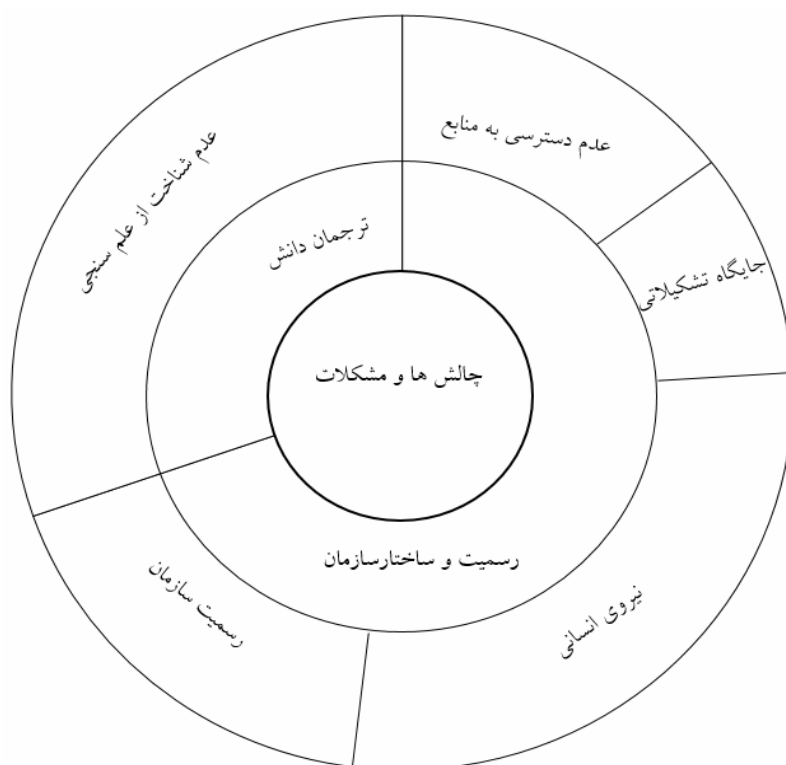 عدم دسترسی به منابع
عدم شناخت از علم سنجی
ترجمان دانش
جایگاه تشکیلاتی
چالش ها و مشکلات
رسمیت و ساختارسازمان
رسمیت سازمان
نیروی انسانی